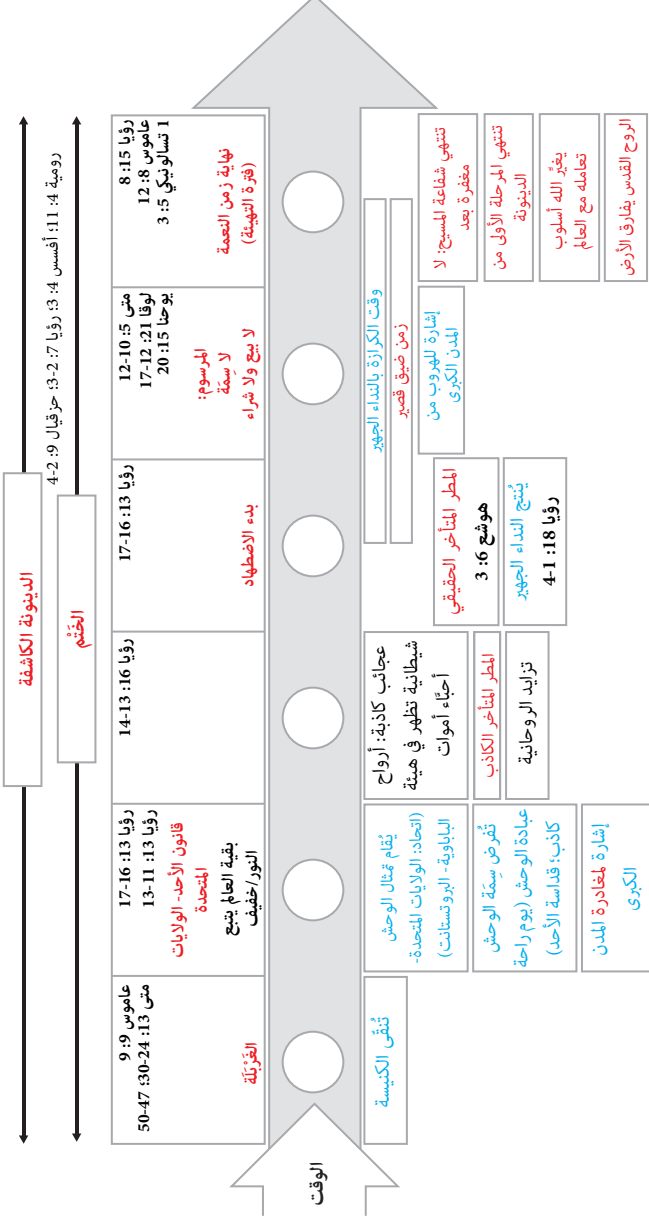 الدينونة الكاشفة
الخَتْم
رومية 4: 11؛ أفسس 4: 3؛ رؤيا 7: 2-3؛ حزقيال 9: 2-4
عاموس 9: 9
متى 13: 24-30؛ 47-50
الغَرْبَلَة
رؤيا 13: 16-17
رؤيا 13: 11-13
قانون الأحد- الولايات
المتحدة
بقية العالم يتبع
النور/خفيف
رؤيا 16: 13-14
رؤيا 13: 16-17
بدء الاضطهاد
متى 5: 10-12
لوقا 21: 12-17
يوحنا 15: 20
المرسوم:
لا سِمَة
لا بيع ولا شراء
رؤيا 15: 8
عاموس 8: 12
1 تسالونيكي 5: 3
نهاية زمن النعمة
(فترة التهيئة)
الوقت
تُنقَّى الكنيسة
يُقام تمثال الوحش
(اتحاد: الولايات المتحدة-
البابوية- البروتستانت)
تُفرض سِمَة الوحش
عبادة الوحش (يوم راحة
كاذب؛ قداسة الأحد)
إشارة لمغادرة المدن
الكبرى
عجائب كاذبة: أرواح
شيطانية تظهر في هيئة
أحبَّاء أموات
المطر المتأخر الكاذب
تزايد الروحانية
وقت الكرازة بالنداء الجهير
زمن ضيق قصير
المطر المتأخر الحقيقي
هوشع 6: 3
يُنتج النداء الجهير
رؤيا 18: 1-4
إشارة للهروب من
المدن الكبرى
تنتهي شفاعة المسيح: لا
مغفرة بعد
تنتهي المرحلة الأولى من
الدينونة
يغيِّر الله أسلوب
تعامله مع العالم
الروح القدس يفارق الأرض